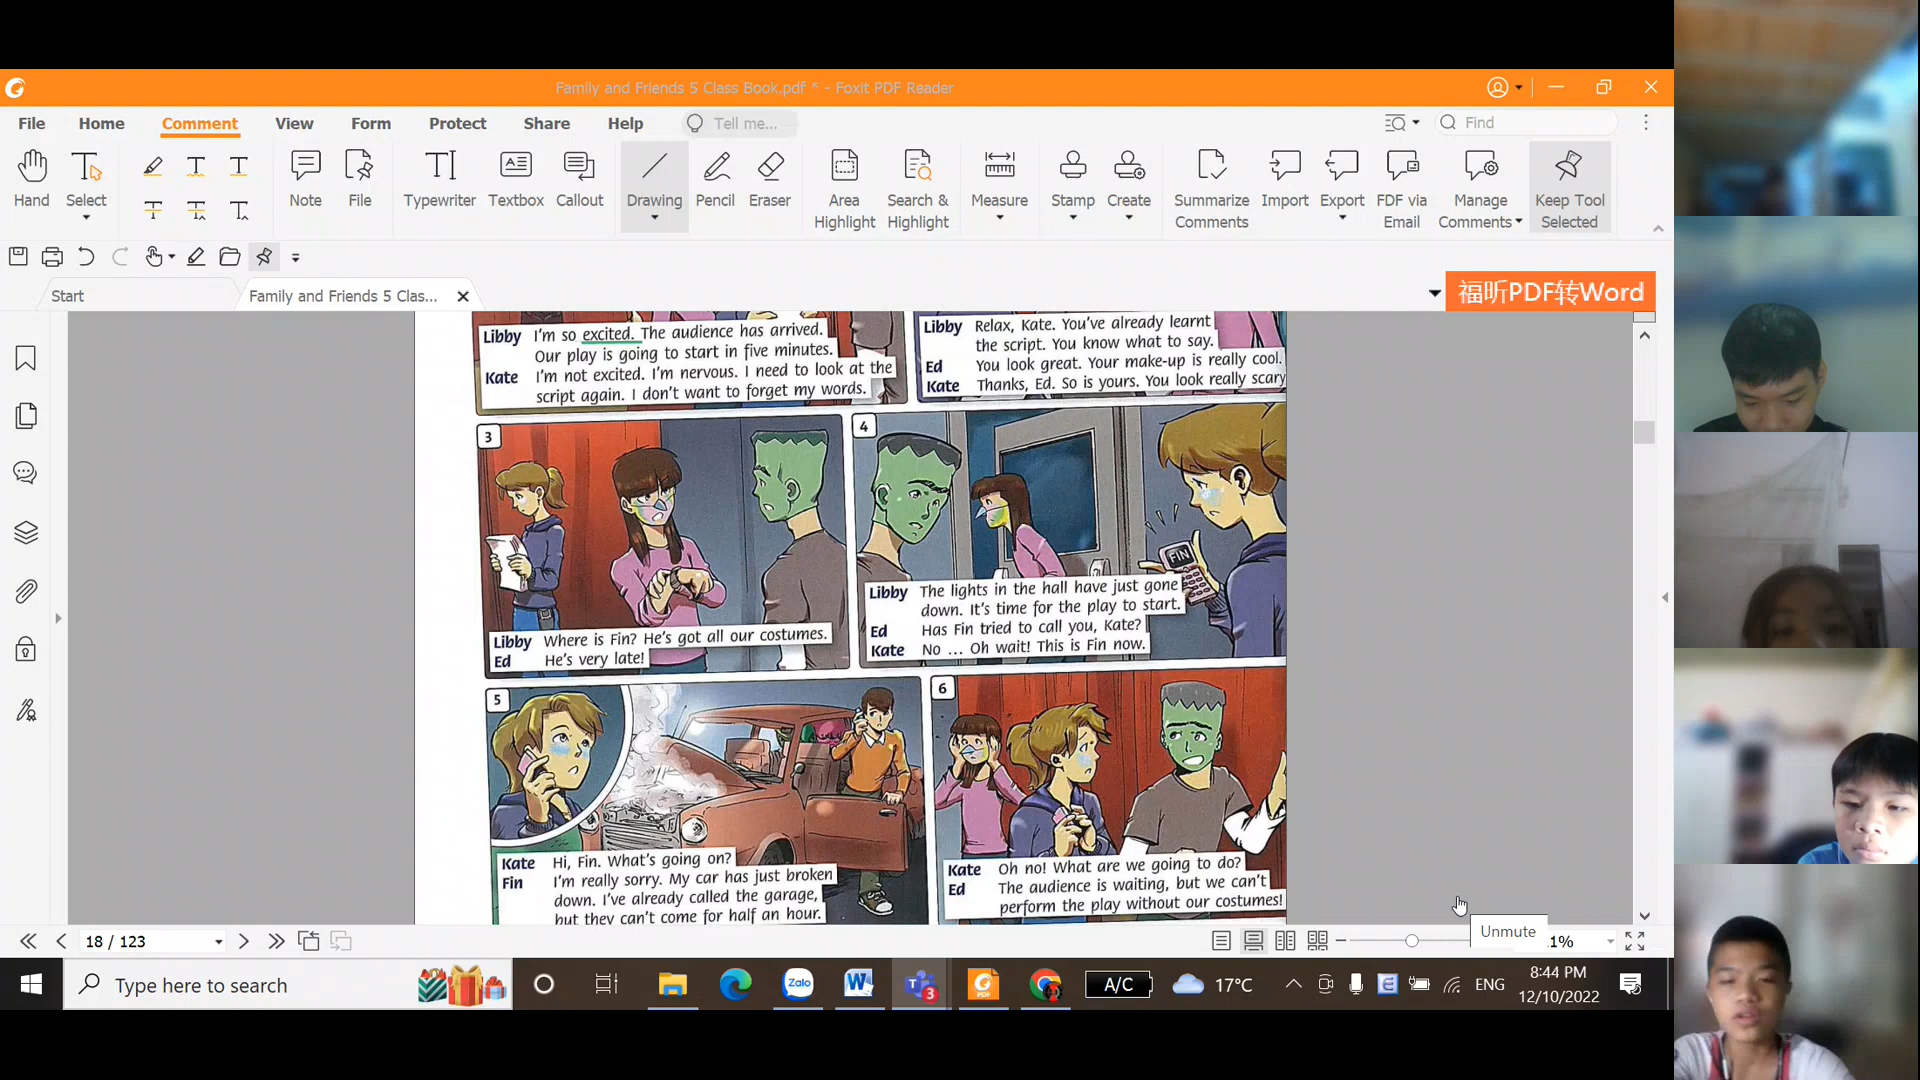 Family and Friends 5 Class Book.pdf * - Foxit PDF Reader
File Home Comment View Form Protect Share Help Tell me... Find
Hand Select Note File Typewriter Textbox Callout Drawing Pencil Eraser Area Highlight Search & Highlight Measure Stamp Create Summarize Comments Import Export FDF via Email Manage Comments Keep Tool Selected
Start Family and Friends 5 Clas... 福昕PDF转Word
Libby I'm so excited. The audience has arrived.
Our play is going to start in five minutes.
Kate I'm not excited. I'm nervous. I need to look at the
script again. I don't want to forget my words.
Libby Relax, Kate. You've already learnt
the script. You know what to say.
Ed You look great. Your make-up is really cool.
Kate Thanks, Ed. So is yours. You look really scary
3
Libby Where is Fin? He's got all our costumes.
Ed He's very late!
4
FIN
Libby The lights in the hall have just gone
down. It's time for the play to start.
Ed Has Fin tried to call you, Kate?
Kate No ... Oh wait! This is Fin now.
5
Kate Hi, Fin. What's going on?
Fin I'm really sorry. My car has just broken
down. I've already called the garage,
but they can't come for half an hour.
6
Kate Oh no! What are we going to do?
Ed The audience is waiting, but we can't
perform the play without our costumes!
18 / 123 1%
Unmute
Type here to search Zalo 3 PDF A/C 17°C ENG 8:44 PM
12/10/2022